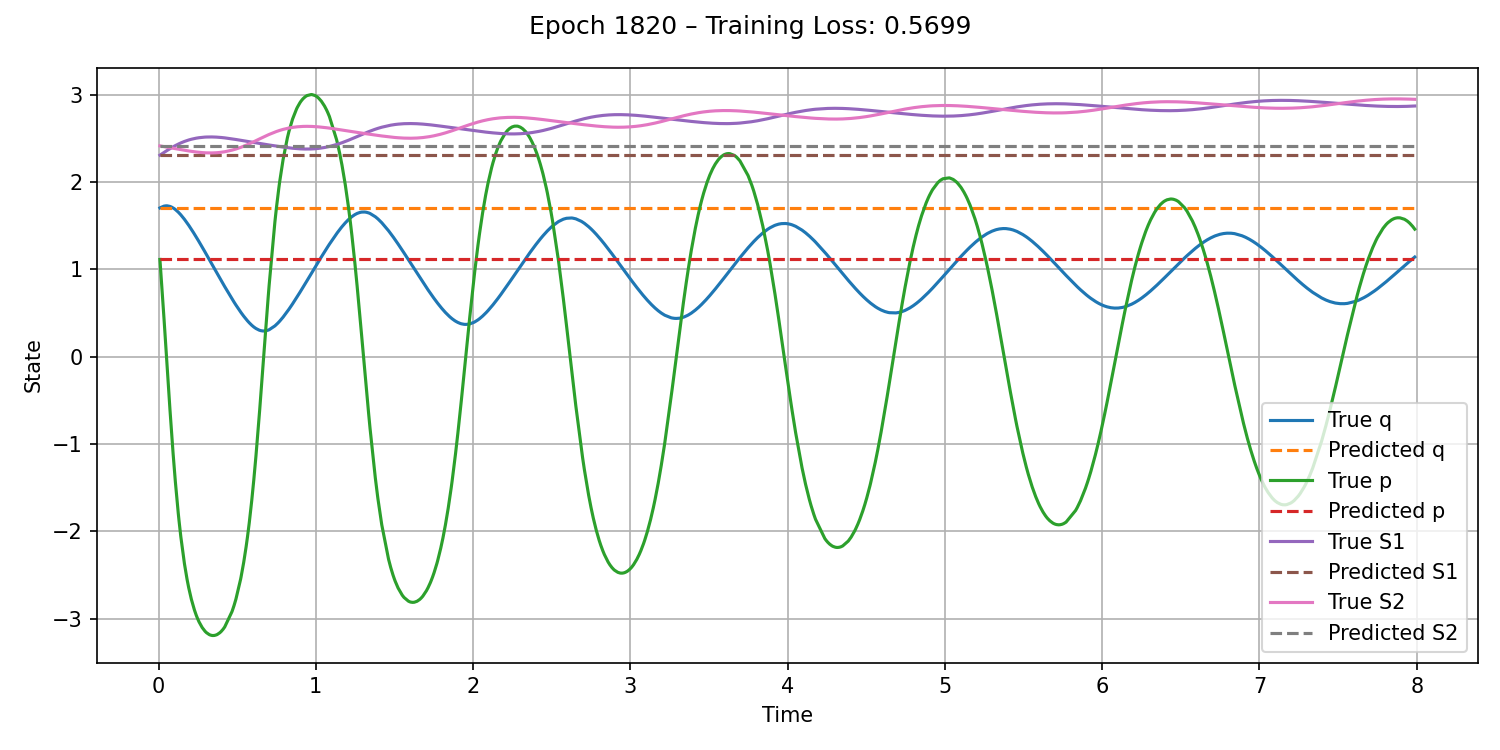 Epoch 1820 – Training Loss: 0.5699
State
3
2
1
0
−1
−2
−3
0 1 2 3 4 5 6 7 8
Time
True q
Predicted q
True p
Predicted p
True S1
Predicted S1
True S2
Predicted S2